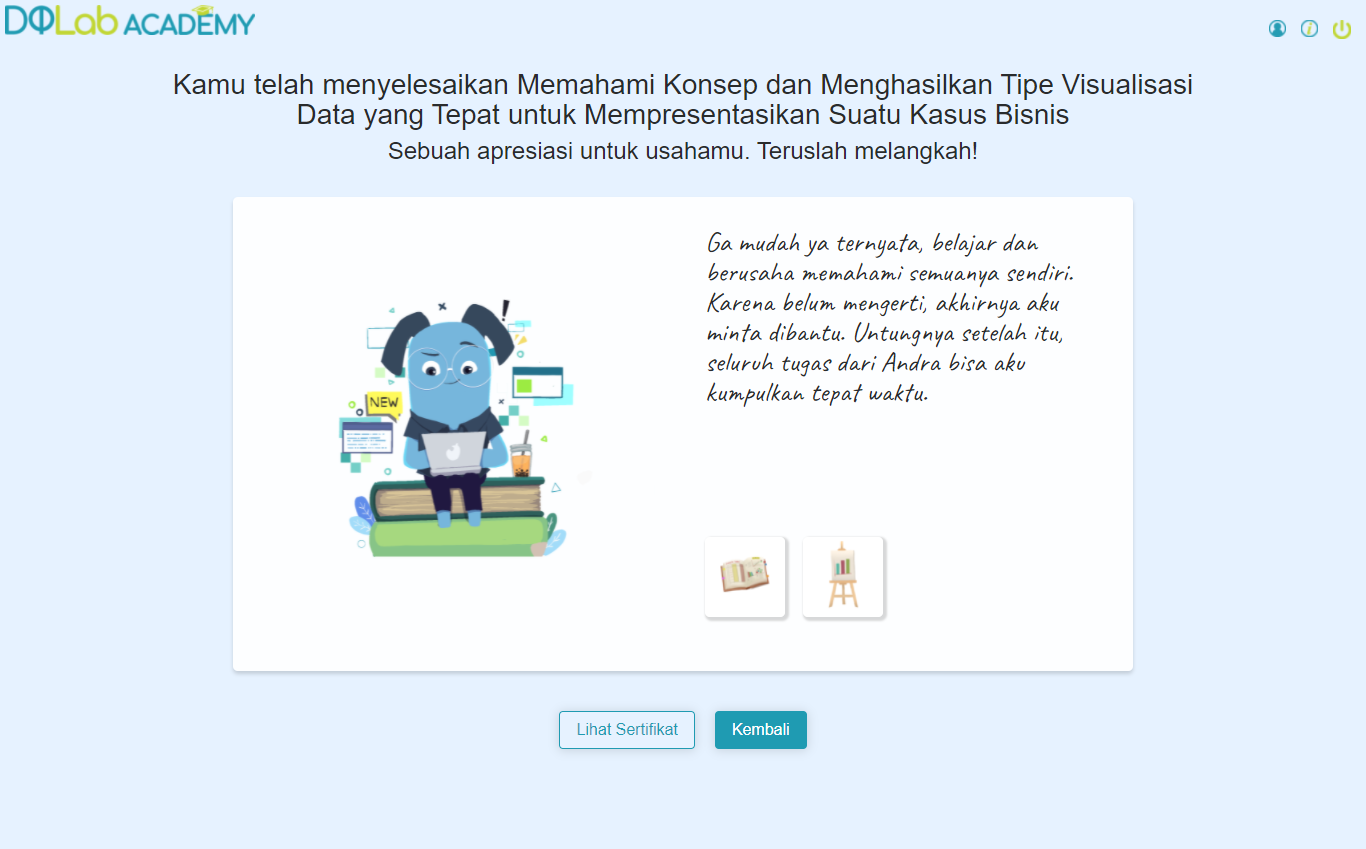 DQLab ACADEMY
Kamu telah menyelesaikan Memahami Konsep dan Menghasilkan Tipe Visualisasi
Data yang Tepat untuk Mempresentasikan Suatu Kasus Bisnis
Sebuah apresiasi untuk usahamu. Teruslah melangkah!
Ga mudah ya ternyata, belajar dan
berusaha memahami semuanya sendiri.
Karena belum mengerti, akhirnya aku
minta dibantu. Untungnya setelah itu,
seluruh tugas dari Andra bisa aku
kumpulkan tepat waktu.
!
NEW
Lihat Sertifikat
Kembali